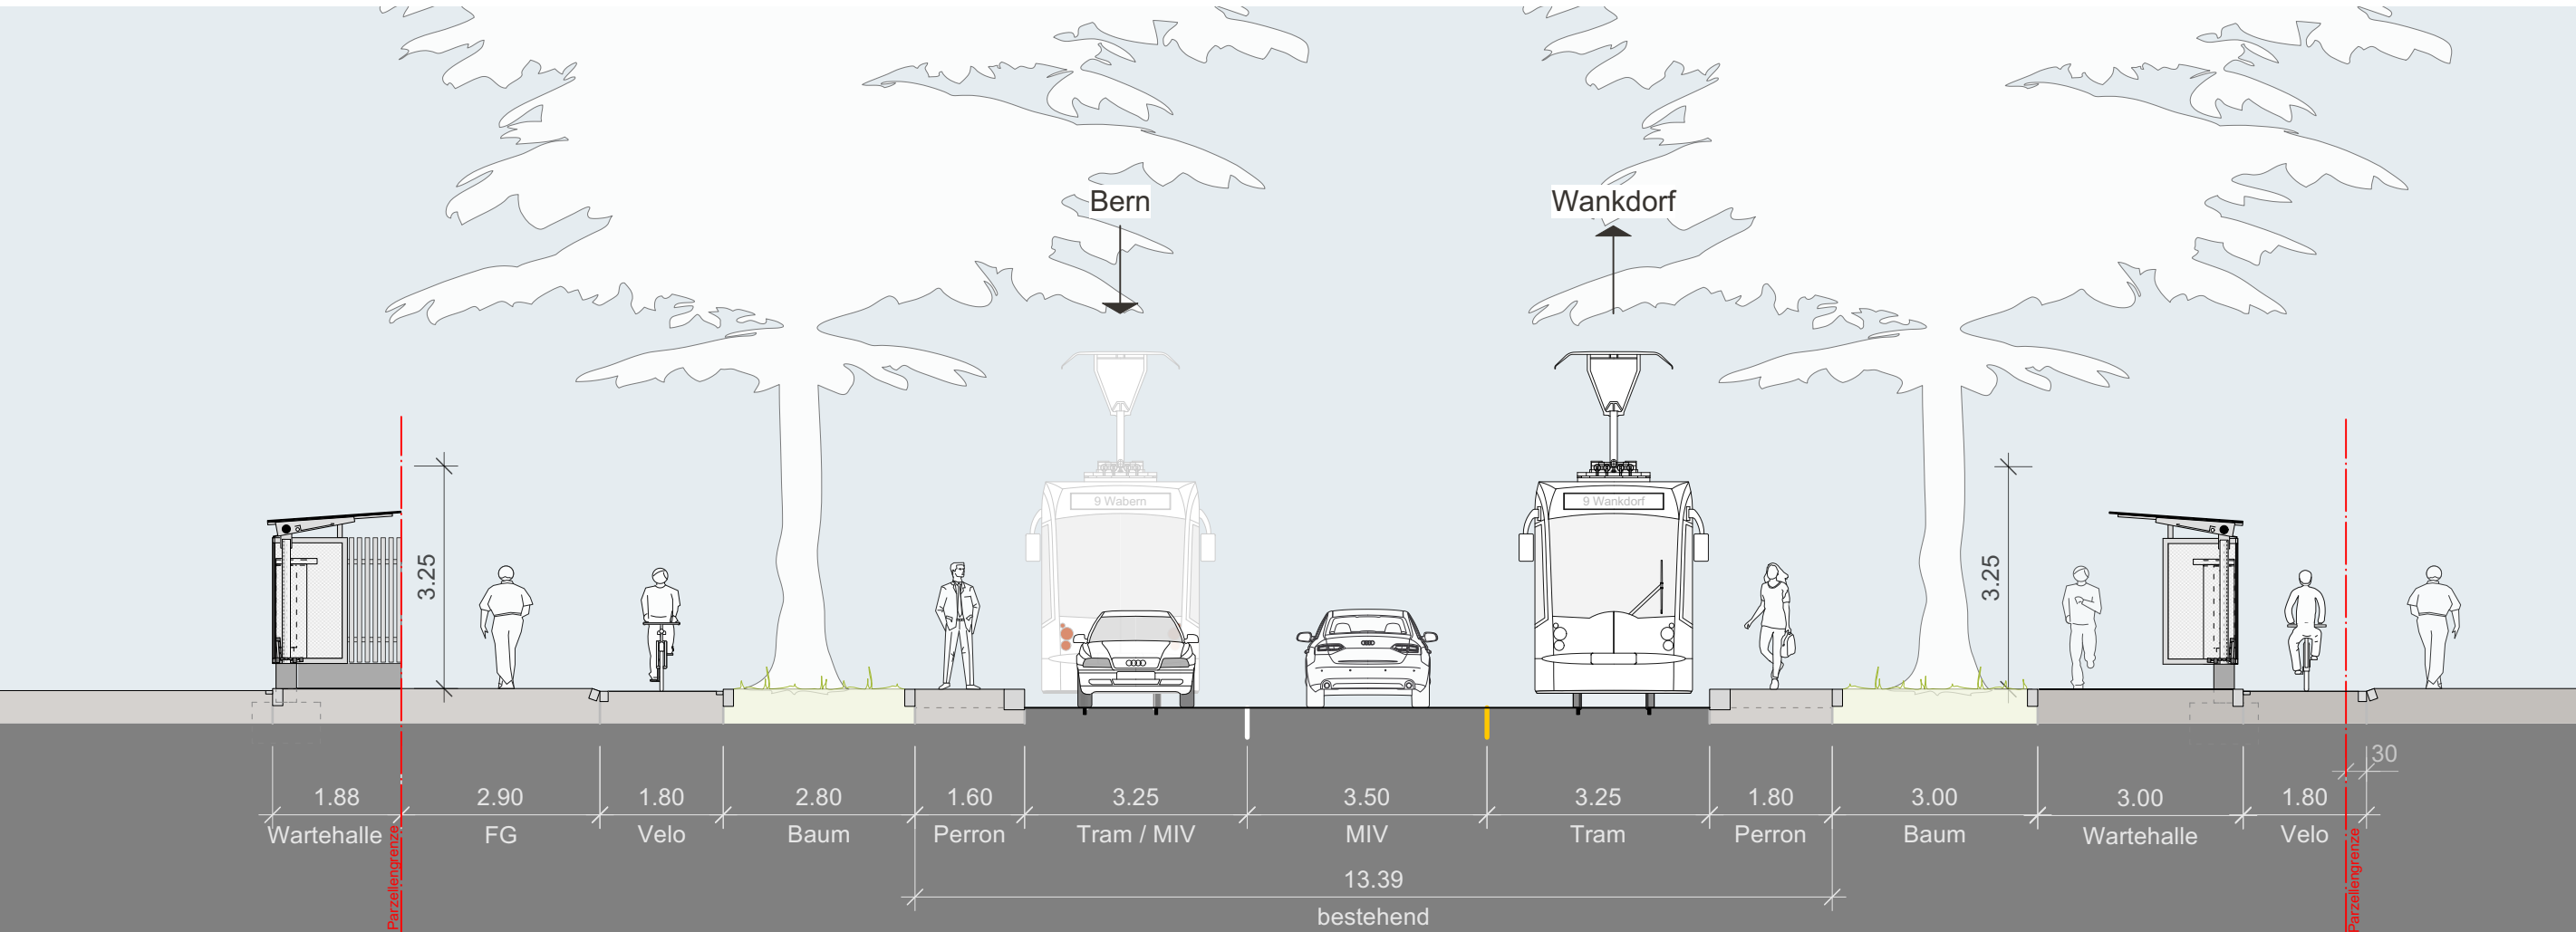 Bern
Wankdorf
9 Wabern
9 Wankdorf
3.25
3.25
30
1.88
2.90
1.80
2.80
1.60
3.25
3.50
3.25
1.80
3.00
3.00
1.80
Wartehalle
FG
Velo
Baum
Perron
Tram / MIV
MIV
Tram
Perron
Baum
Wartehalle
Velo
Parzellengrenze
Parzellengrenze
13.39
bestehend